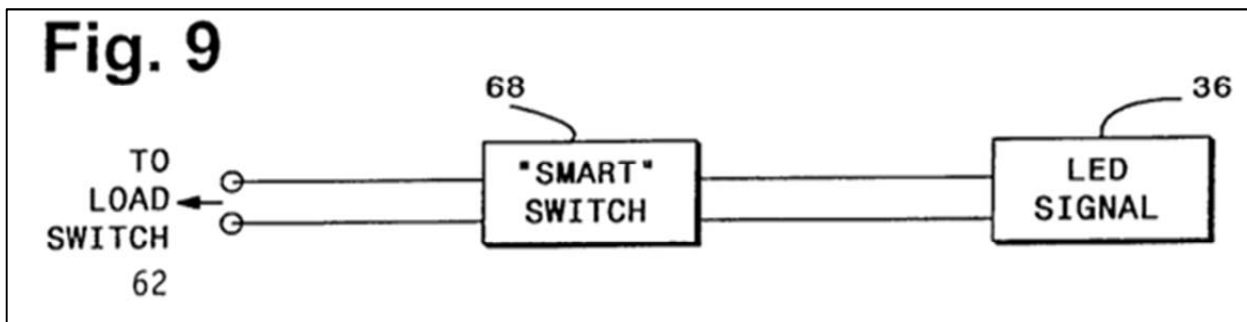 Fig. 9
68
36
TO
LOAD
SWITCH
62
"SMART"
SWITCH
LED
SIGNAL